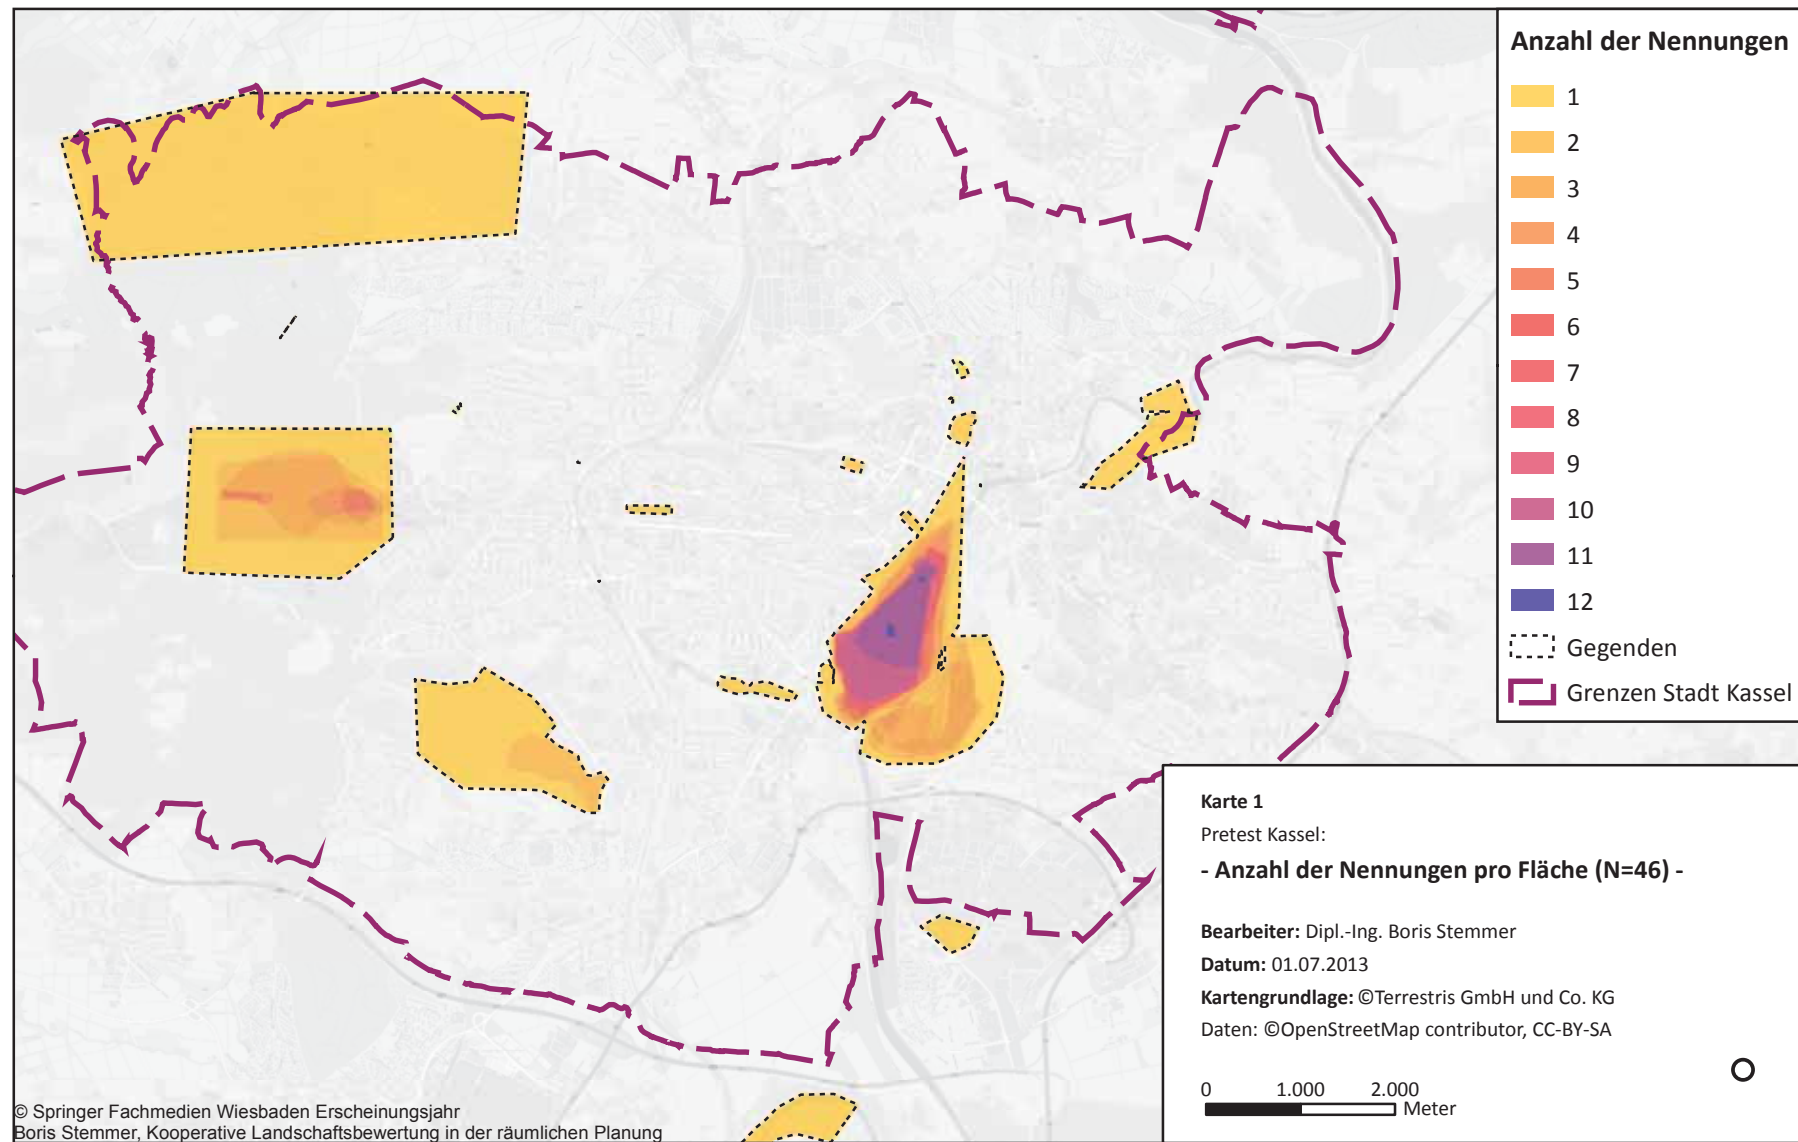 Anzahl der Nennungen
1
2
3
4
5
6
7
8
9
10
11
12
Gegenden
Grenzen Stadt Kassel
Karte 1
Pretest Kassel:
- Anzahl der Nennungen pro Fläche (N=46) -
Bearbeiter: Dipl.-Ing. Boris Stemmer
Datum: 01.07.2013
Kartengrundlage: ©Terrestris GmbH und Co. KG
Daten: ©OpenStreetMap contributor, CC-BY-SA
0 1.000 2.000
Meter
© Springer Fachmedien Wiesbaden Erscheinungsjahr
Boris Stemmer, Kooperative Landschaftsbewertung in der räumlichen Planung